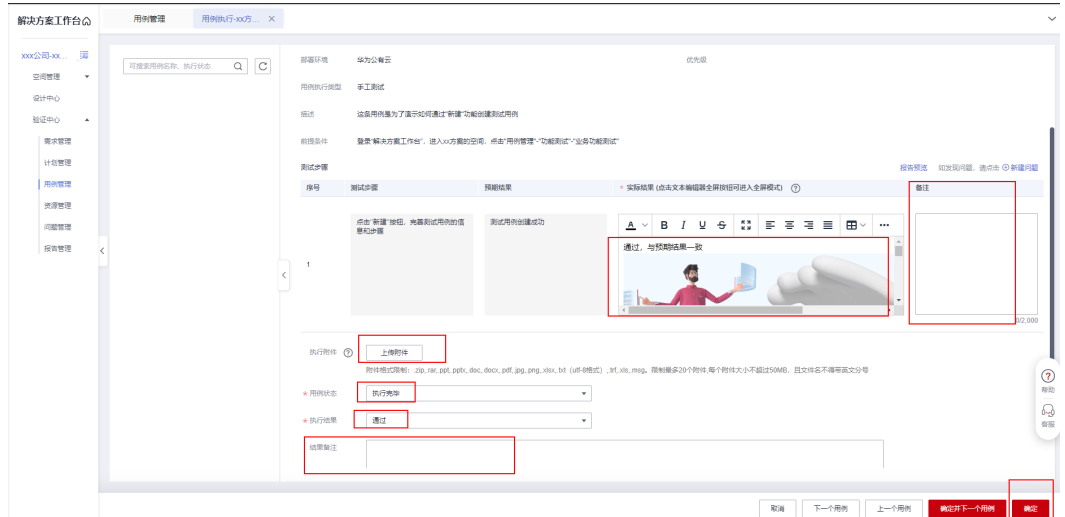 解决方案工作台
用例管理
用例执行-xx方...
xxx公司-xx...
空间管理
设计中心
验证中心
需求管理
计划管理
用例管理
资源管理
问题管理
报告管理
可搜索用例名称、执行状态
部署环境 华为公有云 优先级
用例执行类型 手工测试
描述 这条用例是为了演示如何通过"新建"功能创建测试用例
前提条件 登录"解决方案工作台", 进入xx方案的空间, 点击"用例管理"-"功能测试"-"业务功能测试"
测试步骤 报告预览 如发现问题, 请点击 新建问题
序号 测试步骤 预期结果 * 实际结果 (点击文本编辑器全屏按钮可进入全屏模式) ? 备注
点击"新建"按钮, 完善测试用例的信息和步骤
测试用例创建成功
A B I U S
通过, 与预期结果一致
1
0/2,000
执行附件 ? 上传附件
附件格式限制: .zip,.rar,.ppt,.pptx,.doc,.docx,.pdf,.jpg,.png,.xlsx,.txt (utf-8格式) ,.trf,.xls,.msg。限制最多20个附件,每个附件大小不超过50MB, 且文件名不得带英文分号
* 用例状态 执行完毕
* 执行结果 通过
结果备注
?
帮助
客服
取消 下一个用例 上一个用例 确定并下一个用例 确定